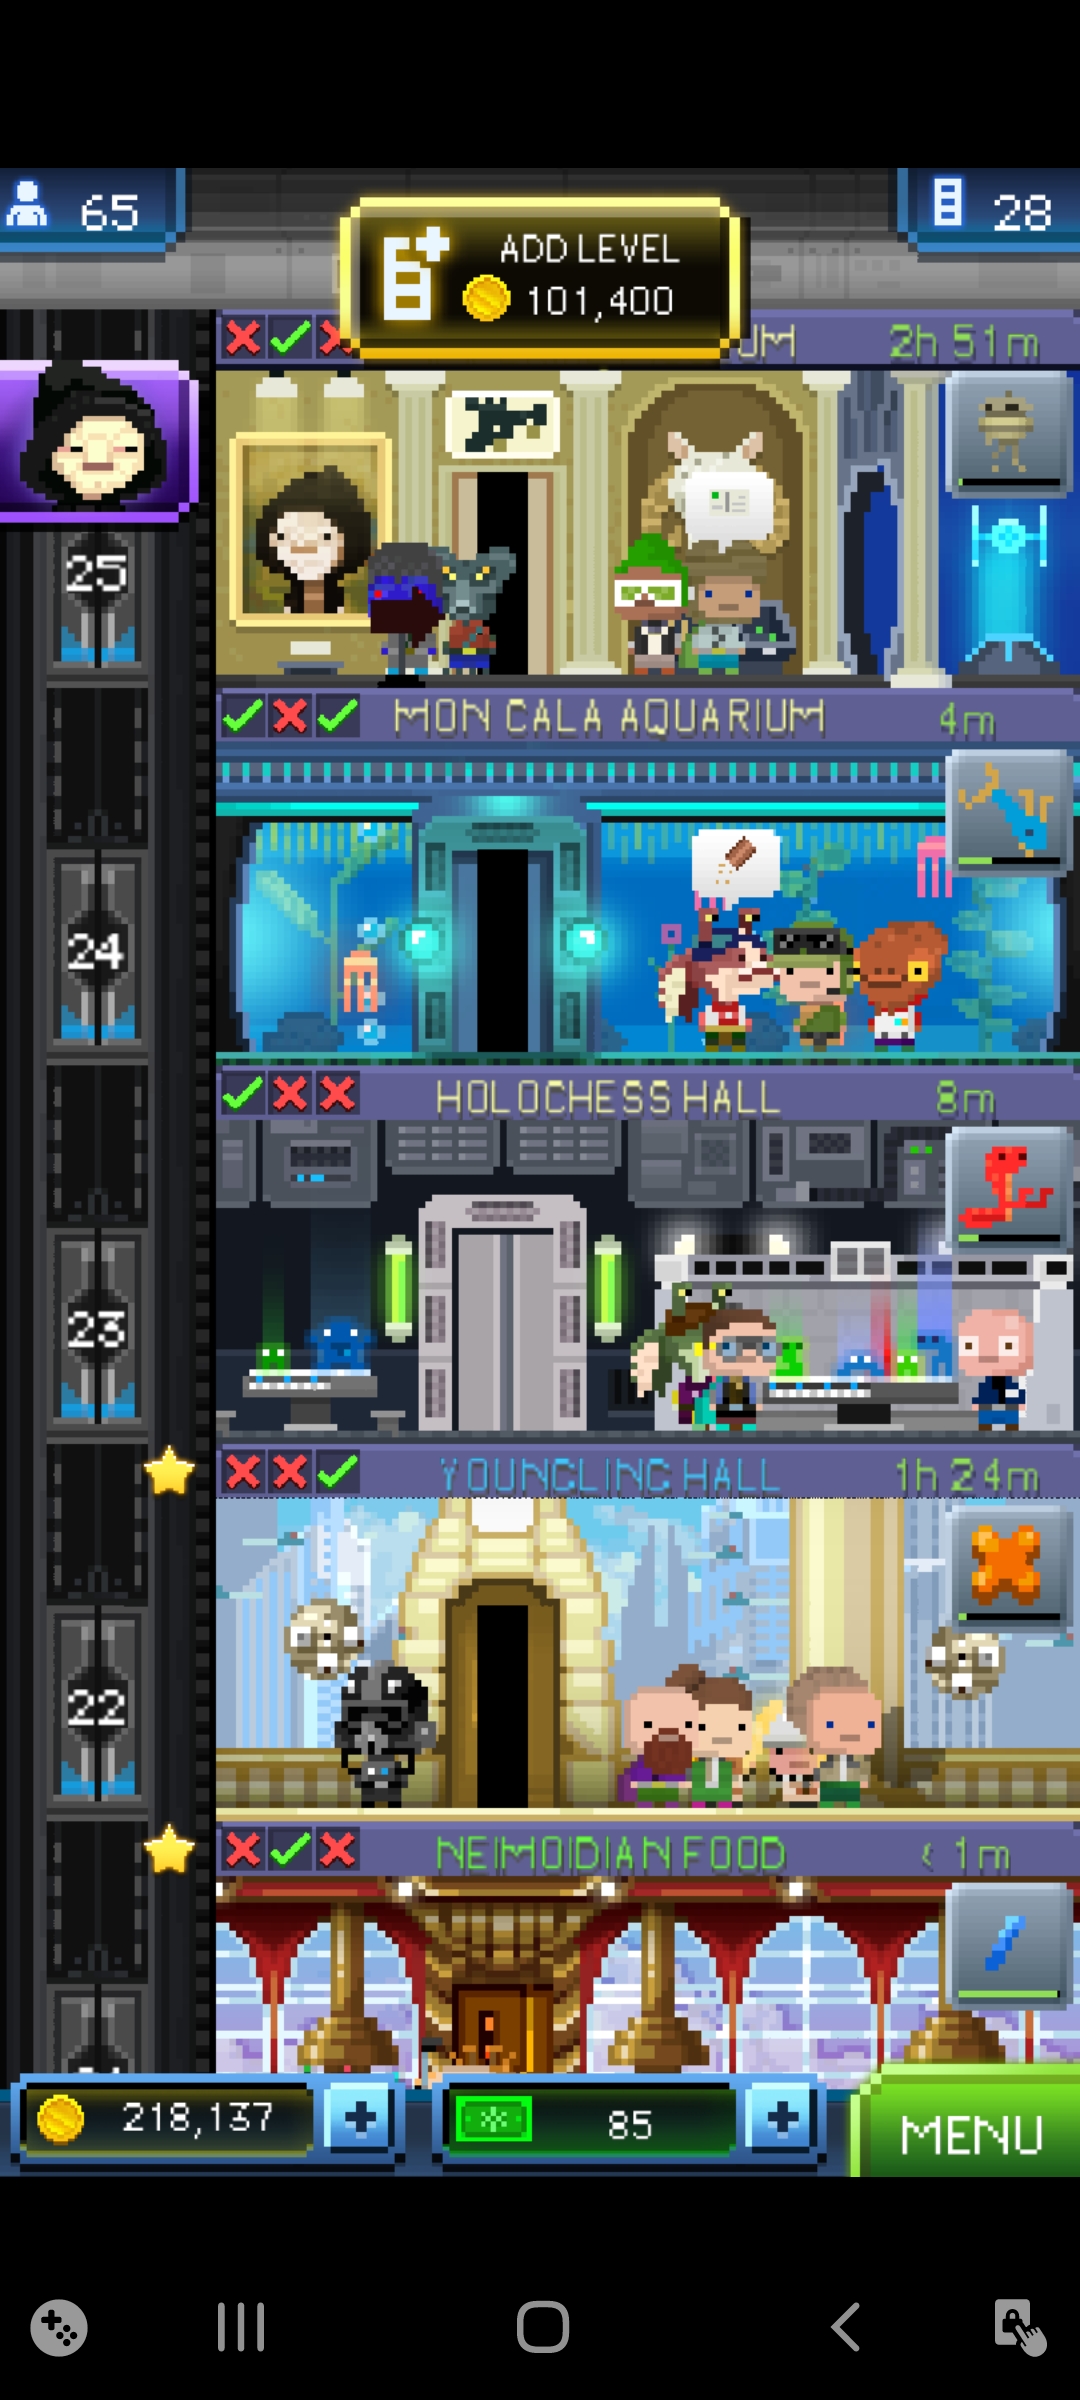 65
ADD LEVEL
101,400
28
UM
2h 51m
25
MON CALA AQUARIUM
4m
24
HOLOCHESS HALL
8m
23
YOUNGLING HALL
1h 24m
22
NEIMOIDIAN FOOD
< 1m
218,137
85
MENU